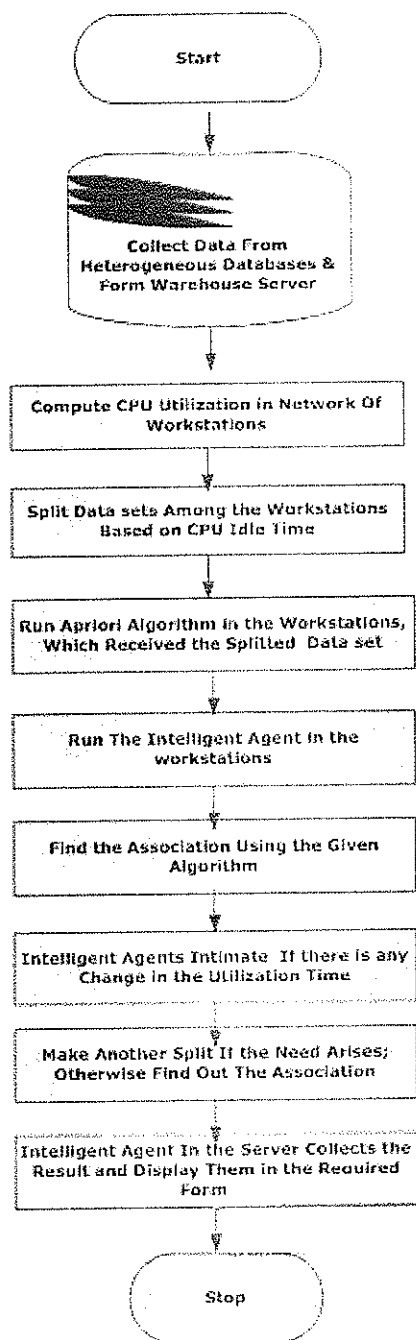 Start
Collect Data From
Heterogeneous Databases &
Form Warehouse Server
Compute CPU Utilization in Network Of
Workstations
Split Data sets Among the Workstations
Based on CPU Idle Time
Run Apriori Algorithm in the Workstations,
Which Received the Splitted Data set
Run The Intelligent Agent in the
workstations
Find the Association Using the Given
Algorithm
Intelligent Agents Intimate If there is any
Change in the Utilization Time
Make Another Split If the Need Arises;
Otherwise Find Out The Association
Intelligent Agent In the Server Collects the
Result and Display Them in the Required
Form
Stop